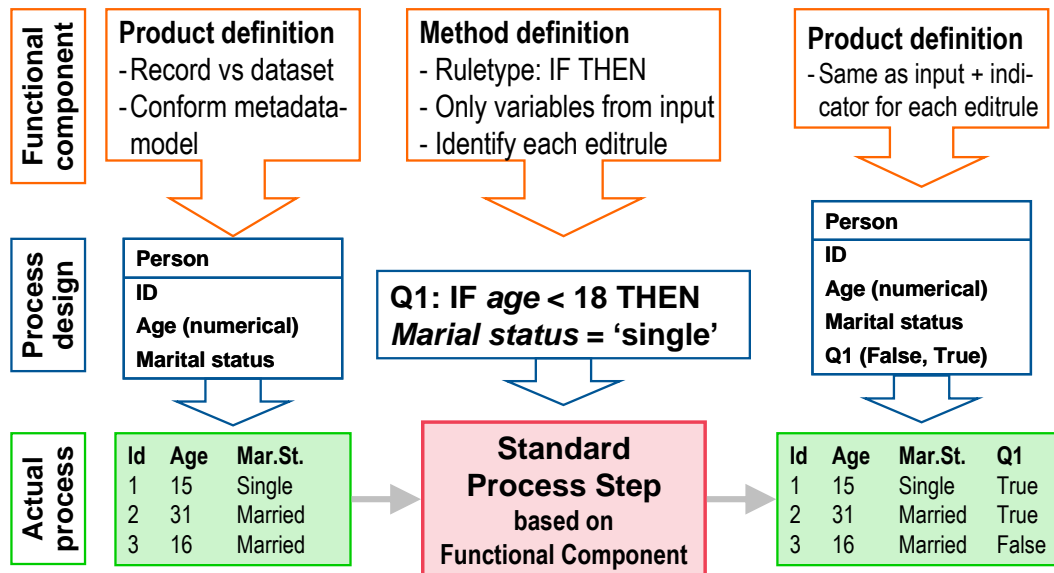 Functional
component
Product definition
- Record vs dataset
- Conform metadata-
model
Method definition
- Ruletype: IF THEN
- Only variables from input
- Identify each editrule
Product definition
- Same as input + indi-
cator for each editrule
Process
design
Person
ID
Age (numerical)
Marital status
Q1: IF age < 18 THEN
Marial status = ‘single’
Person
ID
Age (numerical)
Marital status
Q1 (False, True)
Actual
process
Id Age Mar.St.
1 15 Single
2 31 Married
3 16 Married
Standard
Process Step
based on
Functional Component
Id Age Mar.St. Q1
1 15 Single True
2 31 Married True
3 16 Married False